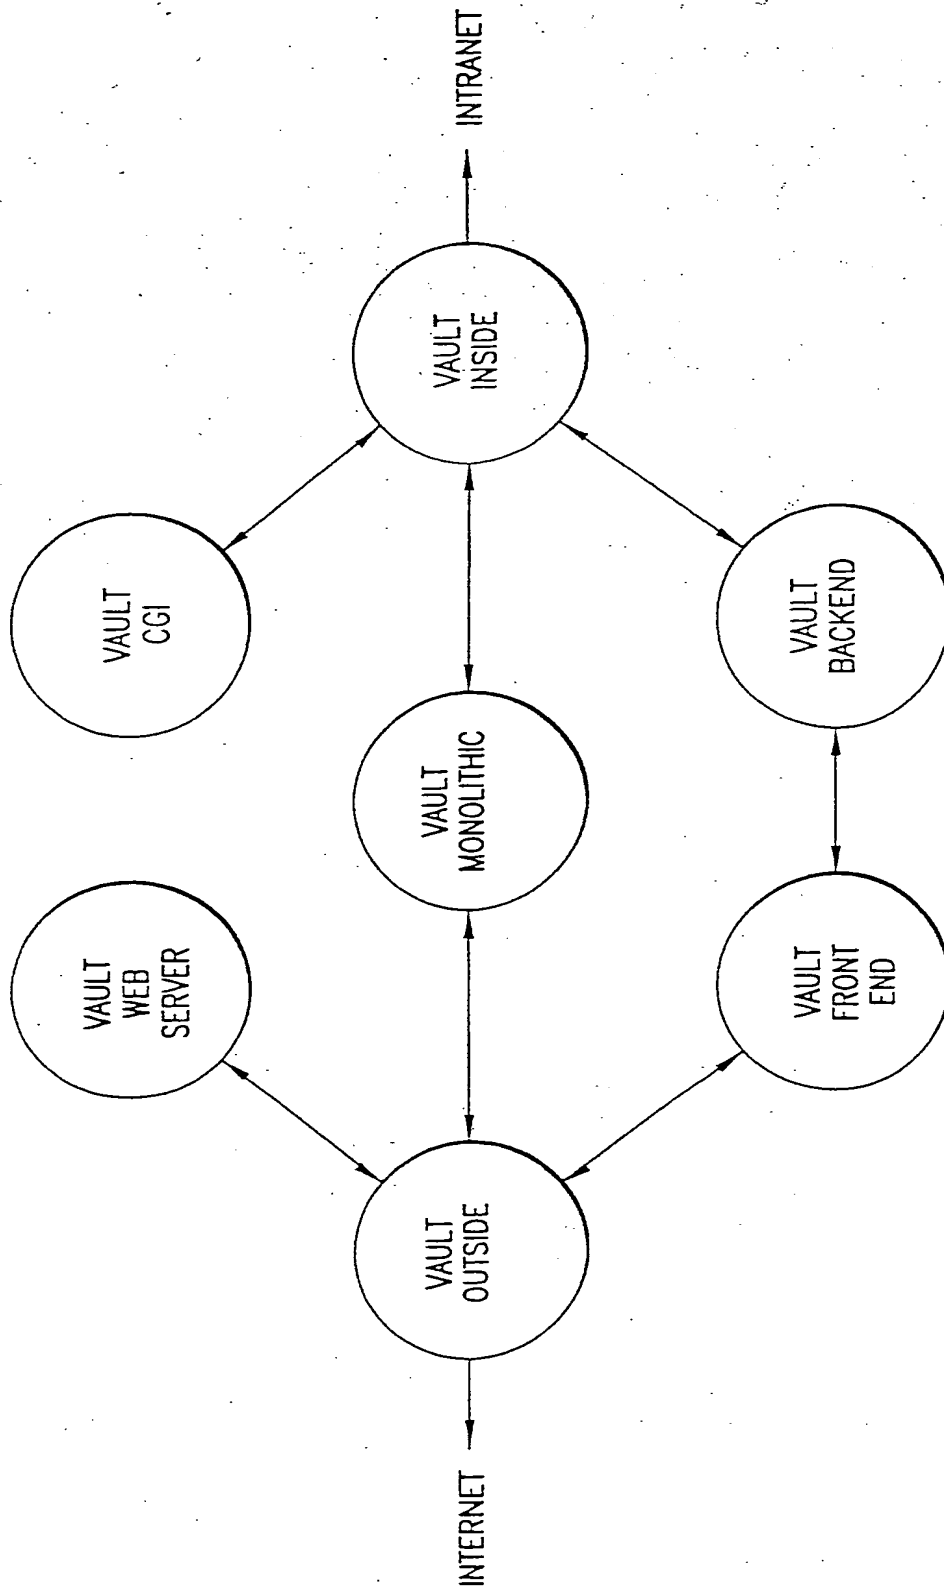 VAULT
WEB
SERVER
VAULT
CGI
INTERNET
VAULT
OUTSIDE
VAULT
MONOLITHIC
VAULT
INSIDE
INTRANET
VAULT
FRONT
END
VAULT
BACKEND